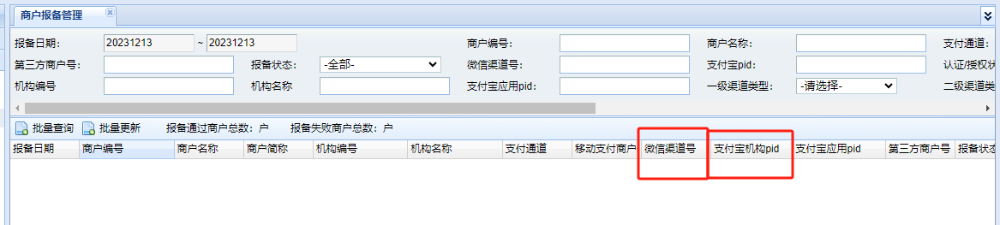 商户报备管理
报备日期: 20231213 ~ 20231213 商户编号: 商户名称: 支付通道:
第三方商户号: 报备状态: -全部- 微信渠道号: 支付宝pid: 认证/授权状
机构编号 机构名称 支付宝应用pid: 一级渠道类型: -请选择- 二级渠道类
批量查询 批量更新 报备通过商户总数: 户 报备失败商户总数: 户
报备日期 商户编号 商户名称 商户简称 机构编号 机构名称 支付通道 移动支付商户 微信渠道号 支付宝机构pid 支付宝应用pid 第三方商户号 报备状态